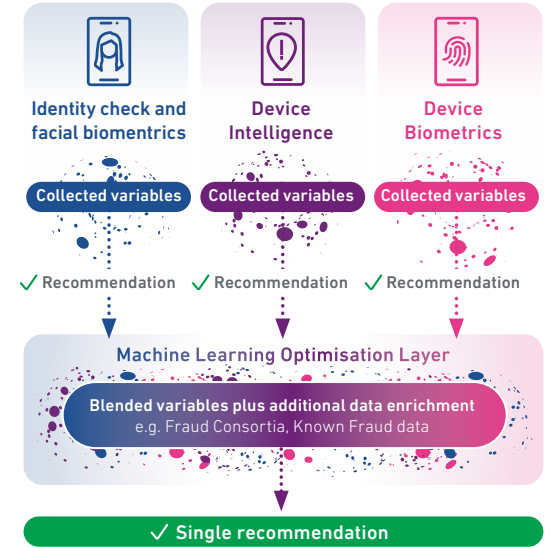 Identity check and
facial biomentrics
Device
Intelligence
Device
Biometrics
Collected variables
Collected variables
Collected variables
Recommendation
Recommendation
Recommendation
Machine Learning Optimisation Layer
Blended variables plus additional data enrichment
e.g. Fraud Consortia, Known Fraud data
Single recommendation